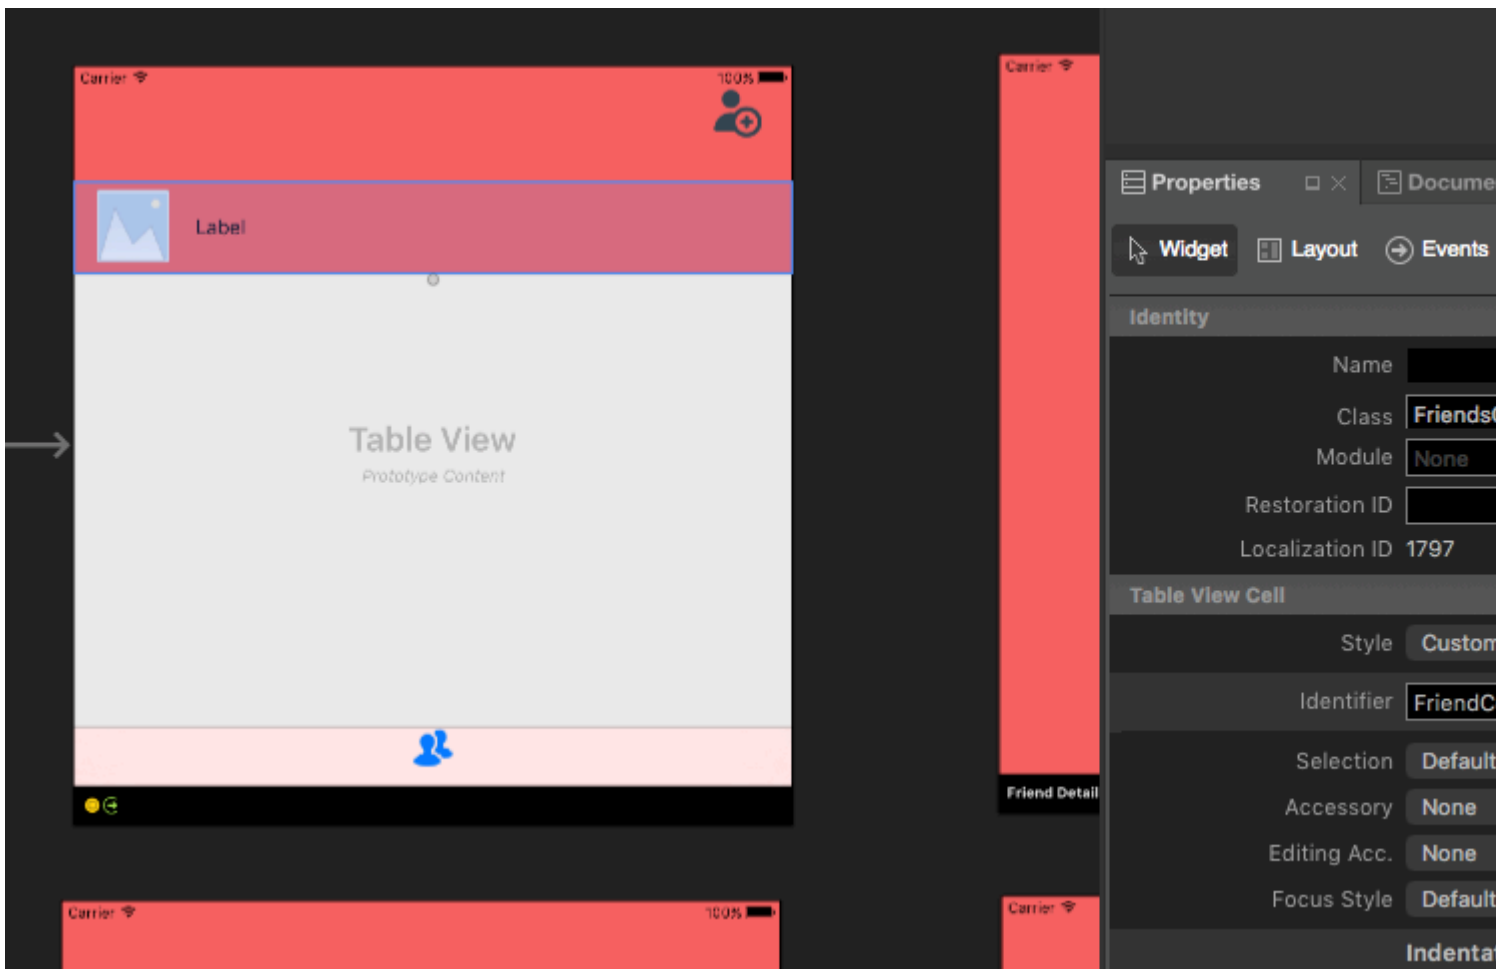 Carrier
100%
Label
Table View
Prototype Content
Carrier
Friend Detail
Carrier
100%
Carrier
Properties
Widget
Layout
Events
Identity
Name
Class
Module None
Restoration ID
Localization ID 1797
Table View Cell
Style Custom
Identifier
Selection Default
Accessory None
Editing Acc. None
Focus Style Default